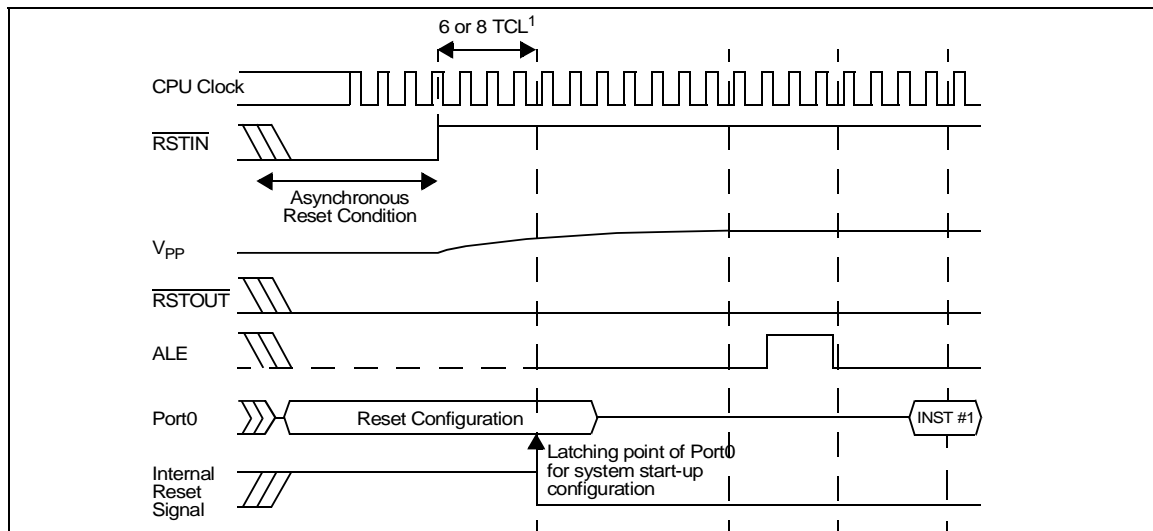 6 or 8 TCL1
CPU Clock
RSTIN
Asynchronous
Reset Condition
VPP
RSTOUT
ALE
Port0
Reset Configuration
INST #1
Latching point of Port0
for system start-up
configuration
Internal
Reset
Signal